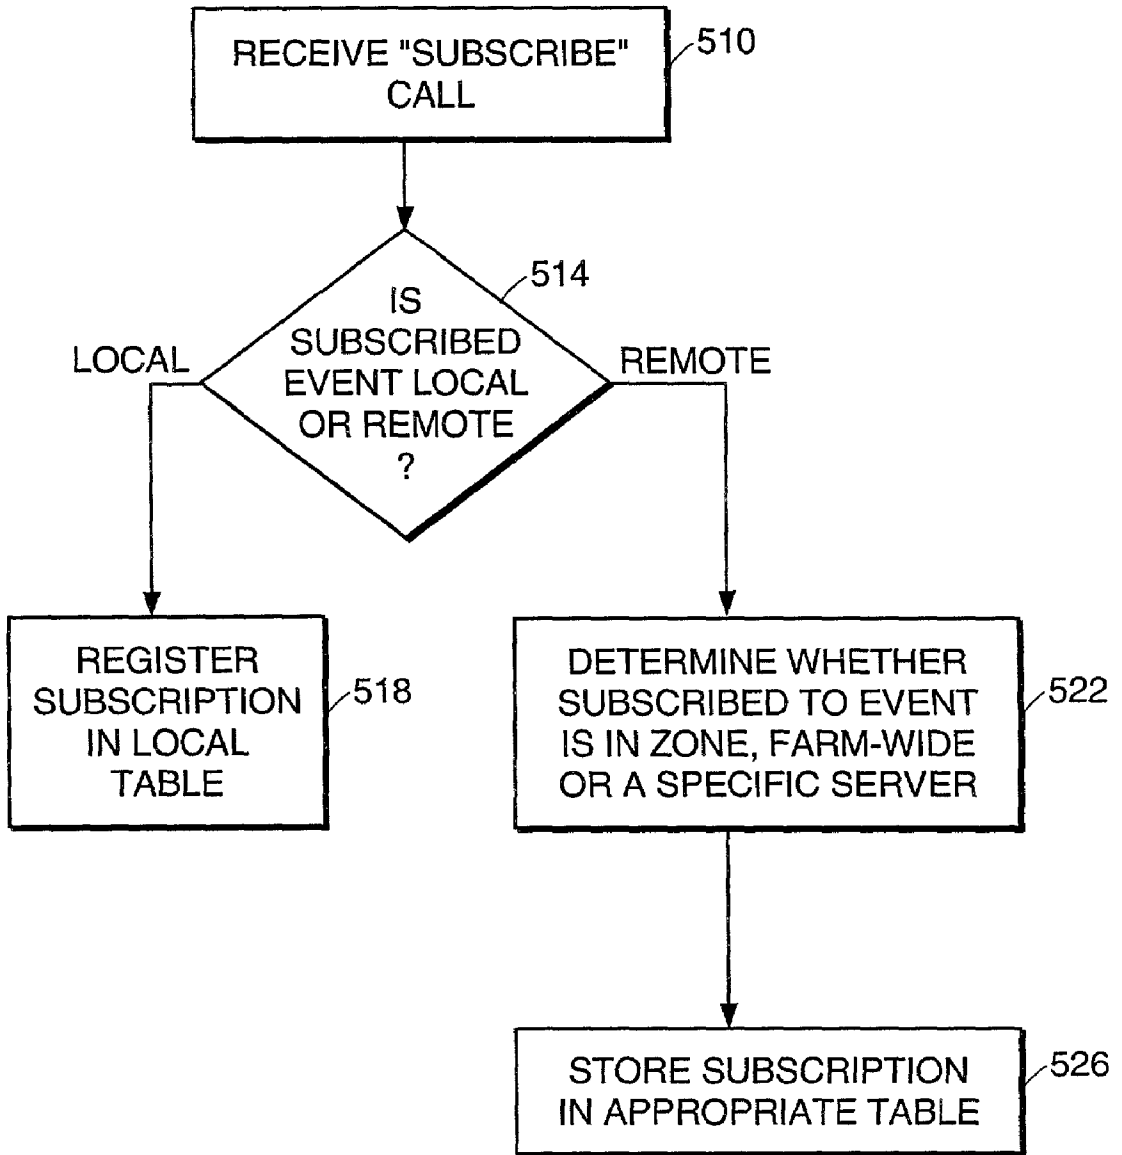 RECEIVE "SUBSCRIBE"
CALL
510
IS
SUBSCRIBED
EVENT LOCAL
OR REMOTE
?
514
LOCAL
REMOTE
REGISTER
SUBSCRIPTION
IN LOCAL
TABLE
518
DETERMINE WHETHER
SUBSCRIBED TO EVENT
IS IN ZONE, FARM-WIDE
OR A SPECIFIC SERVER
522
STORE SUBSCRIPTION
IN APPROPRIATE TABLE
526